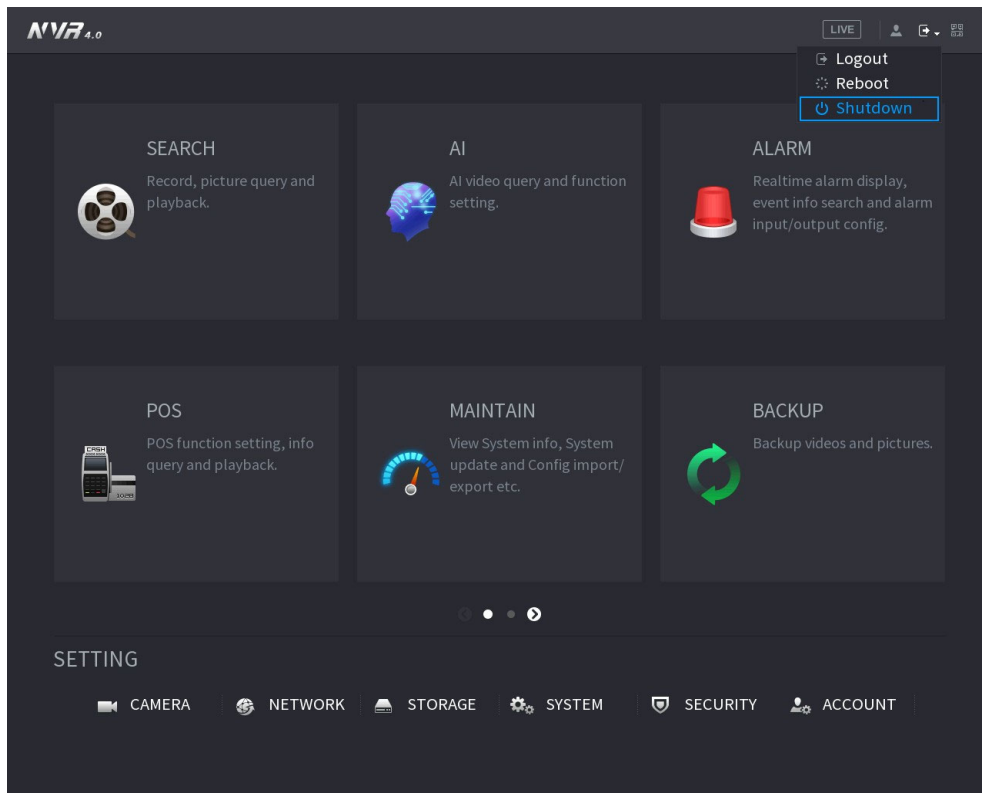 NVR 4.0
LIVE
Logout
Reboot
Shutdown
SEARCH
Record, picture query and
playback.
AI
AI video query and function
setting.
ALARM
Realtime alarm display,
event info search and alarm
input/output config.
POS
POS function setting, info
query and playback.
CASH
MAINTAIN
View System info, System
update and Config import/
export etc.
BACKUP
Backup videos and pictures.
SETTING
CAMERA
NETWORK
STORAGE
SYSTEM
SECURITY
ACCOUNT